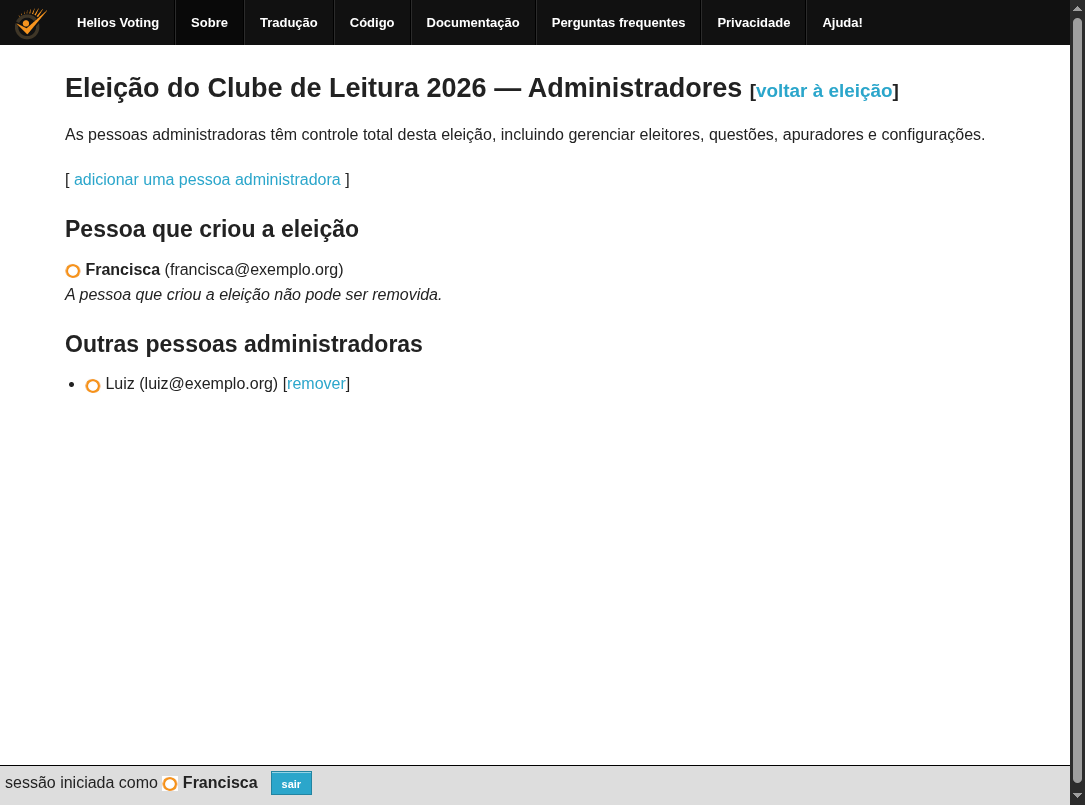 Helios Voting Sobre Tradução Código Documentação Perguntas frequentes Privacidade Ajuda!
Eleição do Clube de Leitura 2026 — Administradores [voltar à eleição]
As pessoas administradoras têm controle total desta eleição, incluindo gerenciar eleitores, questões, apuradores e configurações.
[ adicionar uma pessoa administradora ]
Pessoa que criou a eleição
Francisca (francisca@exemplo.org)
A pessoa que criou a eleição não pode ser removida.
Outras pessoas administradoras
• Luiz (luiz@exemplo.org) [remover]
sessão iniciada como Francisca sair